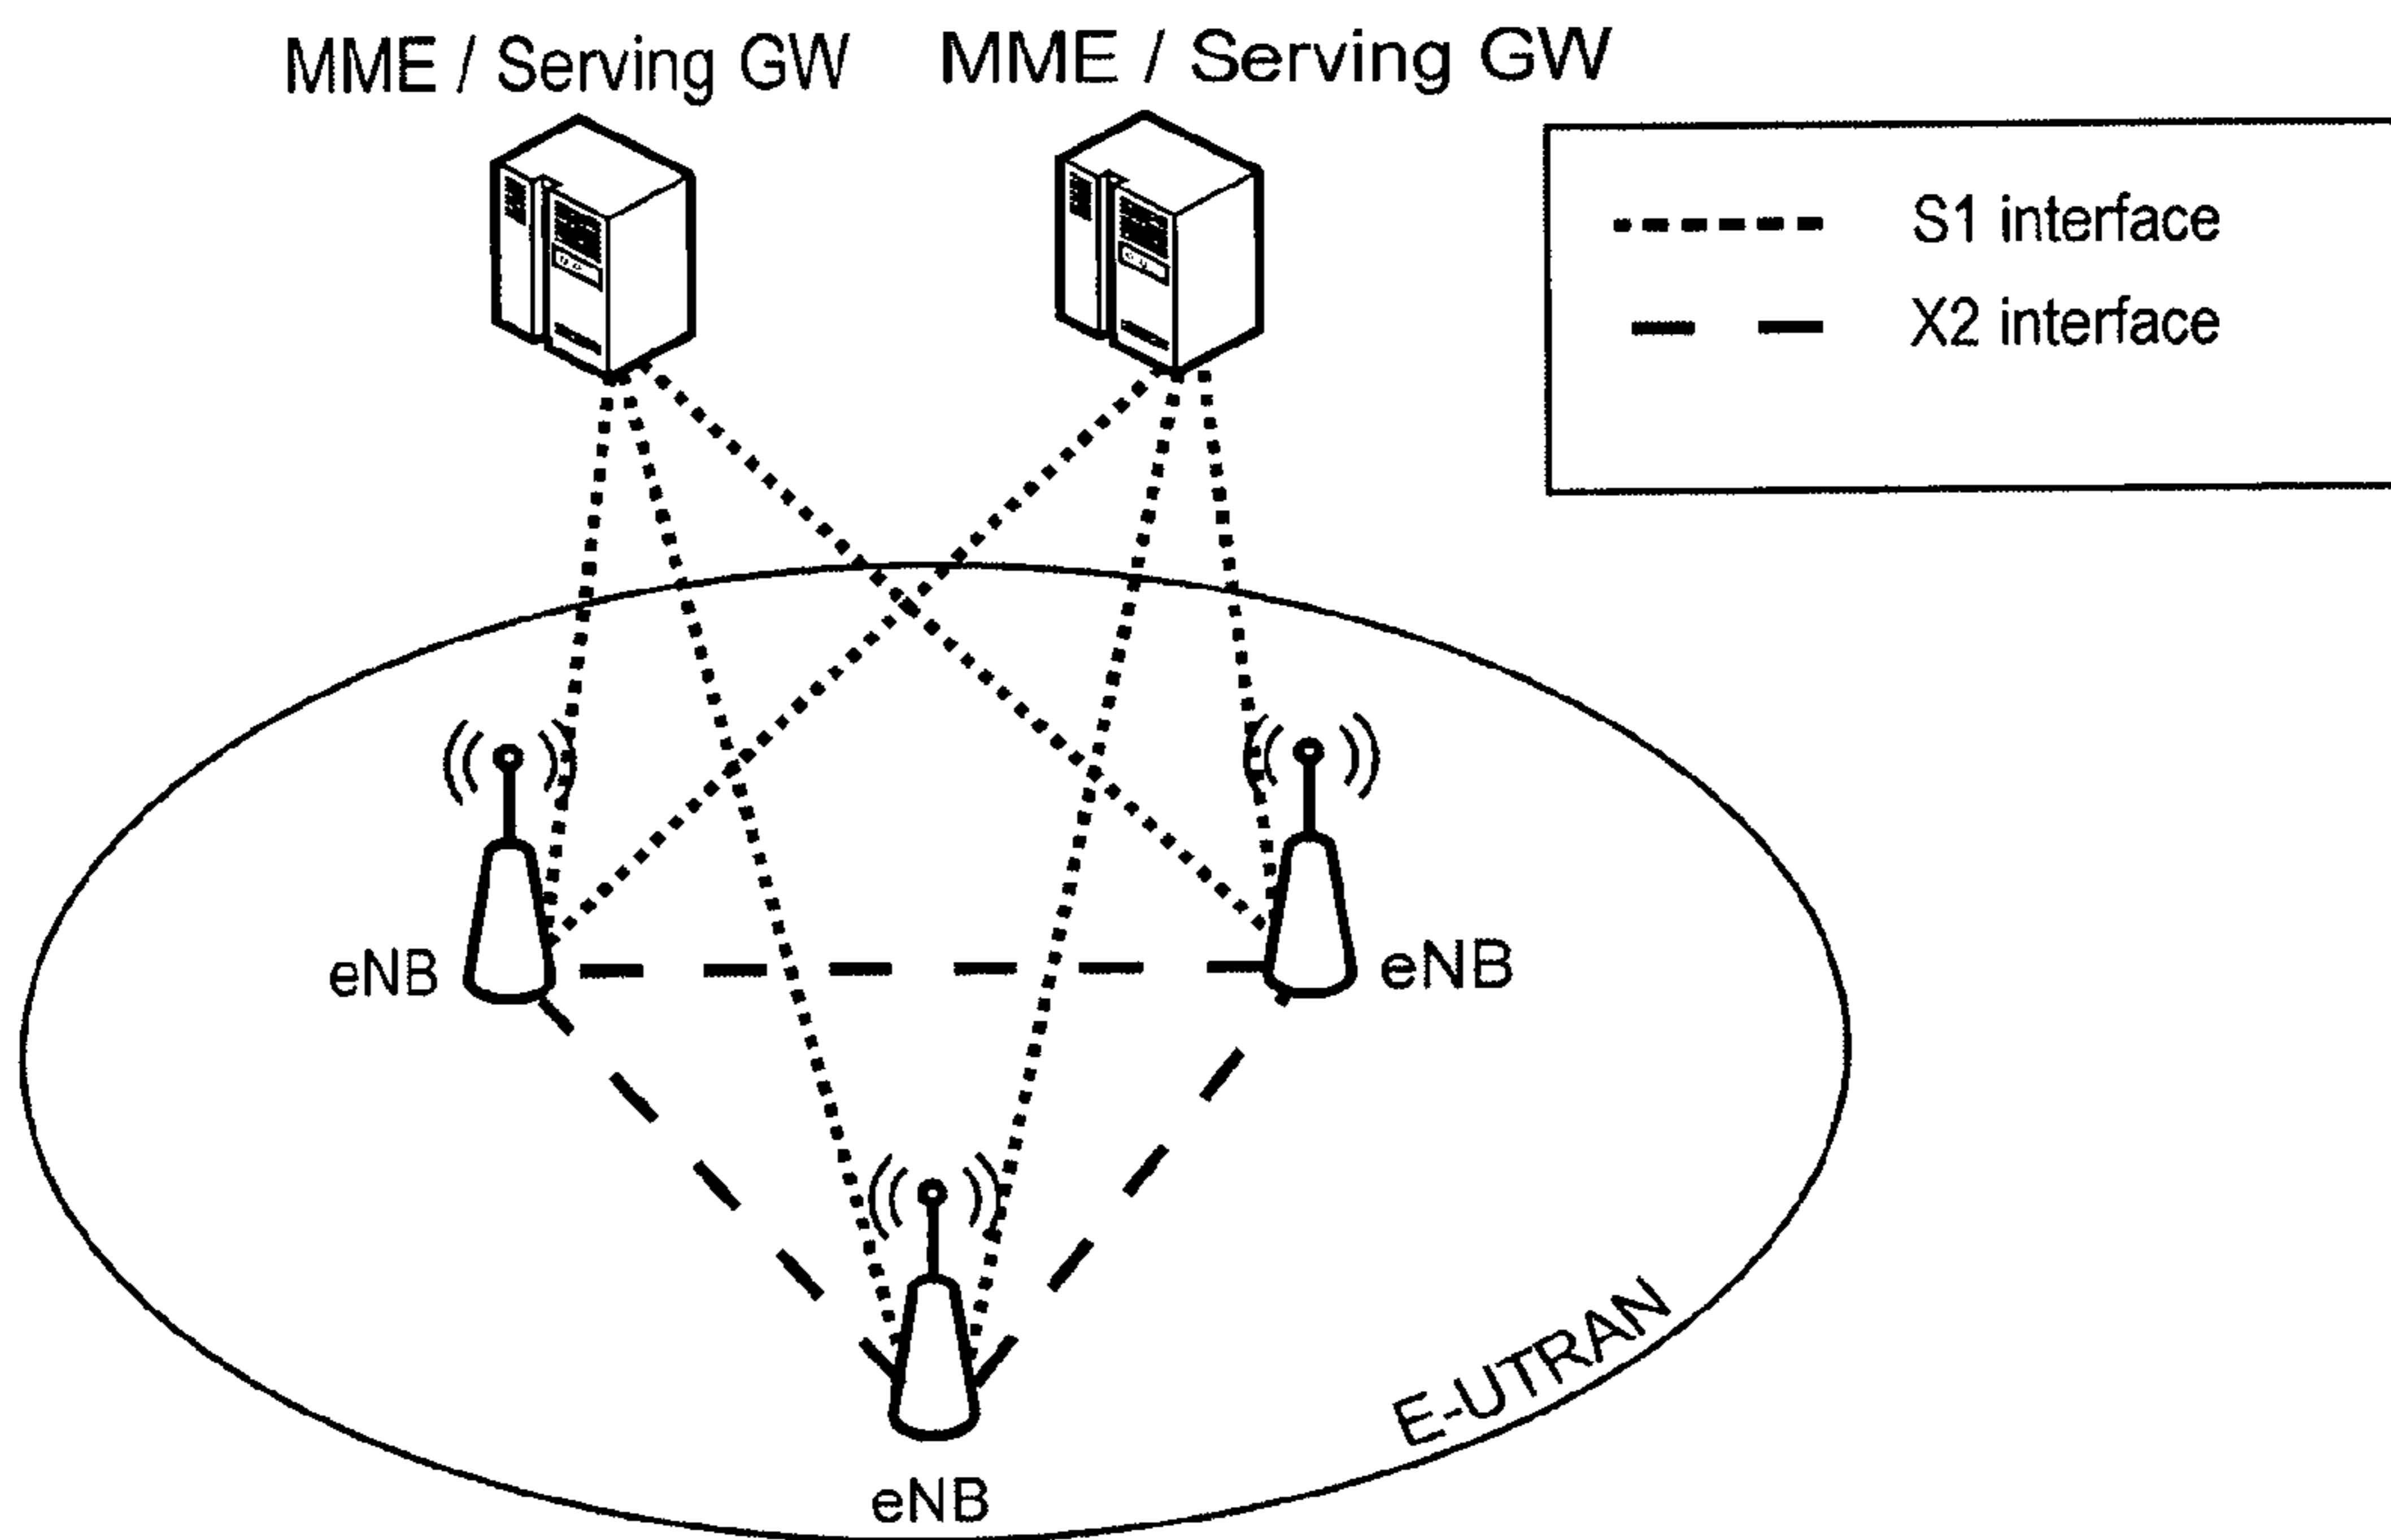 MME / Serving GW
MME / Serving GW
S1 interface
X2 interface
eNB
eNB
E-UTRAN
eNB